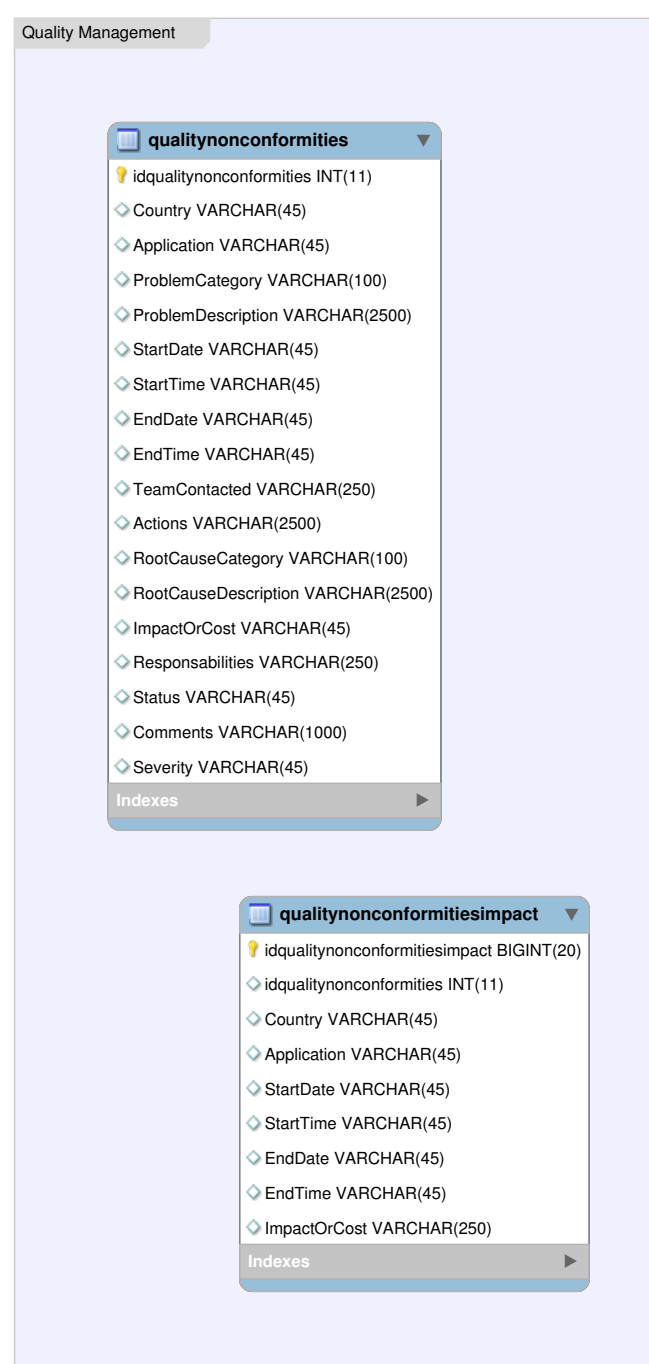 Quality Management
qualitynonconformities
idqualitynonconformities INT(11)
Country VARCHAR(45)
Application VARCHAR(45)
ProblemCategory VARCHAR(100)
ProblemDescription VARCHAR(2500)
StartDate VARCHAR(45)
StartTime VARCHAR(45)
EndDate VARCHAR(45)
EndTime VARCHAR(45)
TeamContacted VARCHAR(250)
Actions VARCHAR(2500)
RootCauseCategory VARCHAR(100)
RootCauseDescription VARCHAR(2500)
ImpactOrCost VARCHAR(45)
Responsabilities VARCHAR(250)
Status VARCHAR(45)
Comments VARCHAR(1000)
Severity VARCHAR(45)
Indexes
qualitynonconformitiesimpact
idqualitynonconformitiesimpact BIGINT(20)
idqualitynonconformities INT(11)
Country VARCHAR(45)
Application VARCHAR(45)
StartDate VARCHAR(45)
StartTime VARCHAR(45)
EndDate VARCHAR(45)
EndTime VARCHAR(45)
ImpactOrCost VARCHAR(250)
Indexes